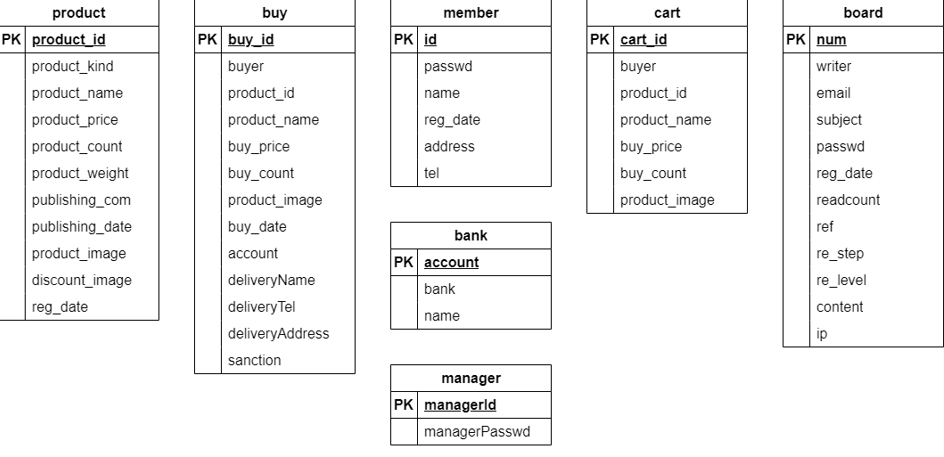 product
PK product_id
product_kind
product_name
product_price
product_count
product_weight
publishing_com
publishing_date
product_image
discount_image
reg_date
buy
PK buy_id
buyer
product_id
product_name
buy_price
buy_count
product_image
buy_date
account
deliveryName
deliveryTel
deliveryAddress
sanction
member
PK id
passwd
name
reg_date
address
tel
bank
PK account
bank
name
manager
PK managerId
managerPasswd
cart
PK cart_id
buyer
product_id
product_name
buy_price
buy_count
product_image
board
PK num
writer
email
subject
passwd
reg_date
readcount
ref
re_step
re_level
content
ip